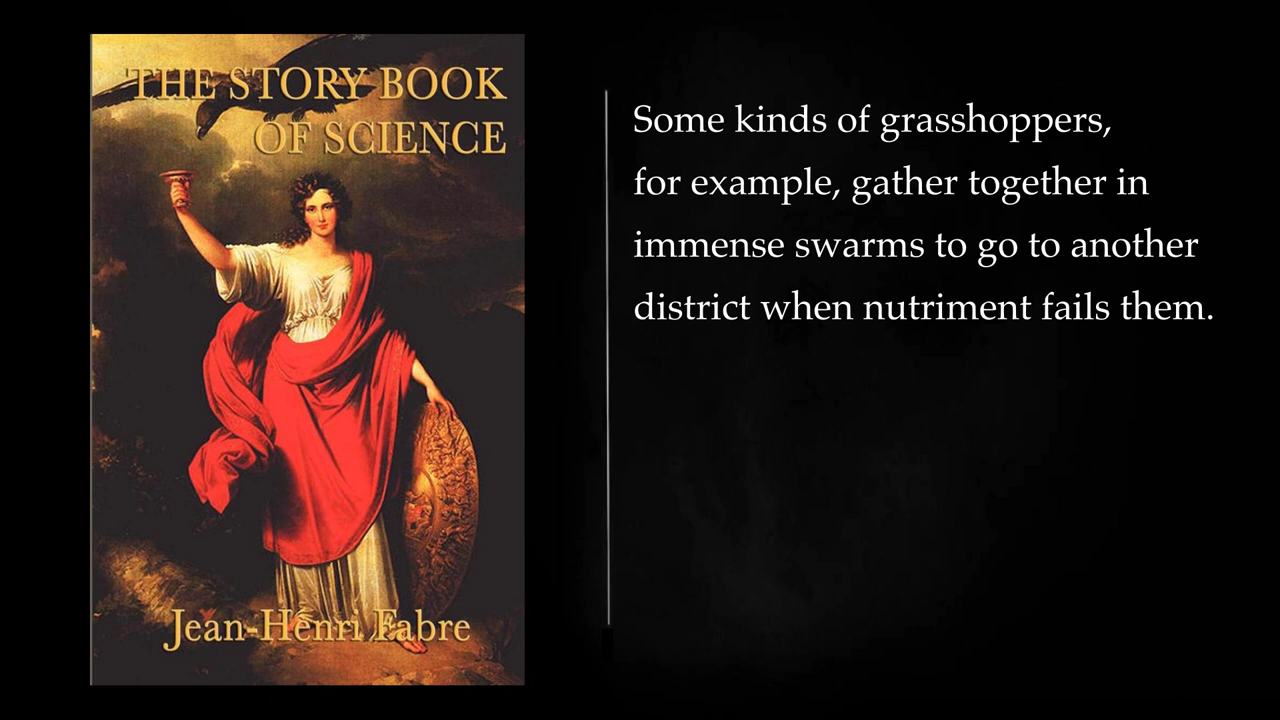 THE STORY BOOK
OF SCIENCE
Jean-Henri Fabre
Some kinds of grasshoppers,
for example, gather together in
immense swarms to go to another
district when nutriment fails them.